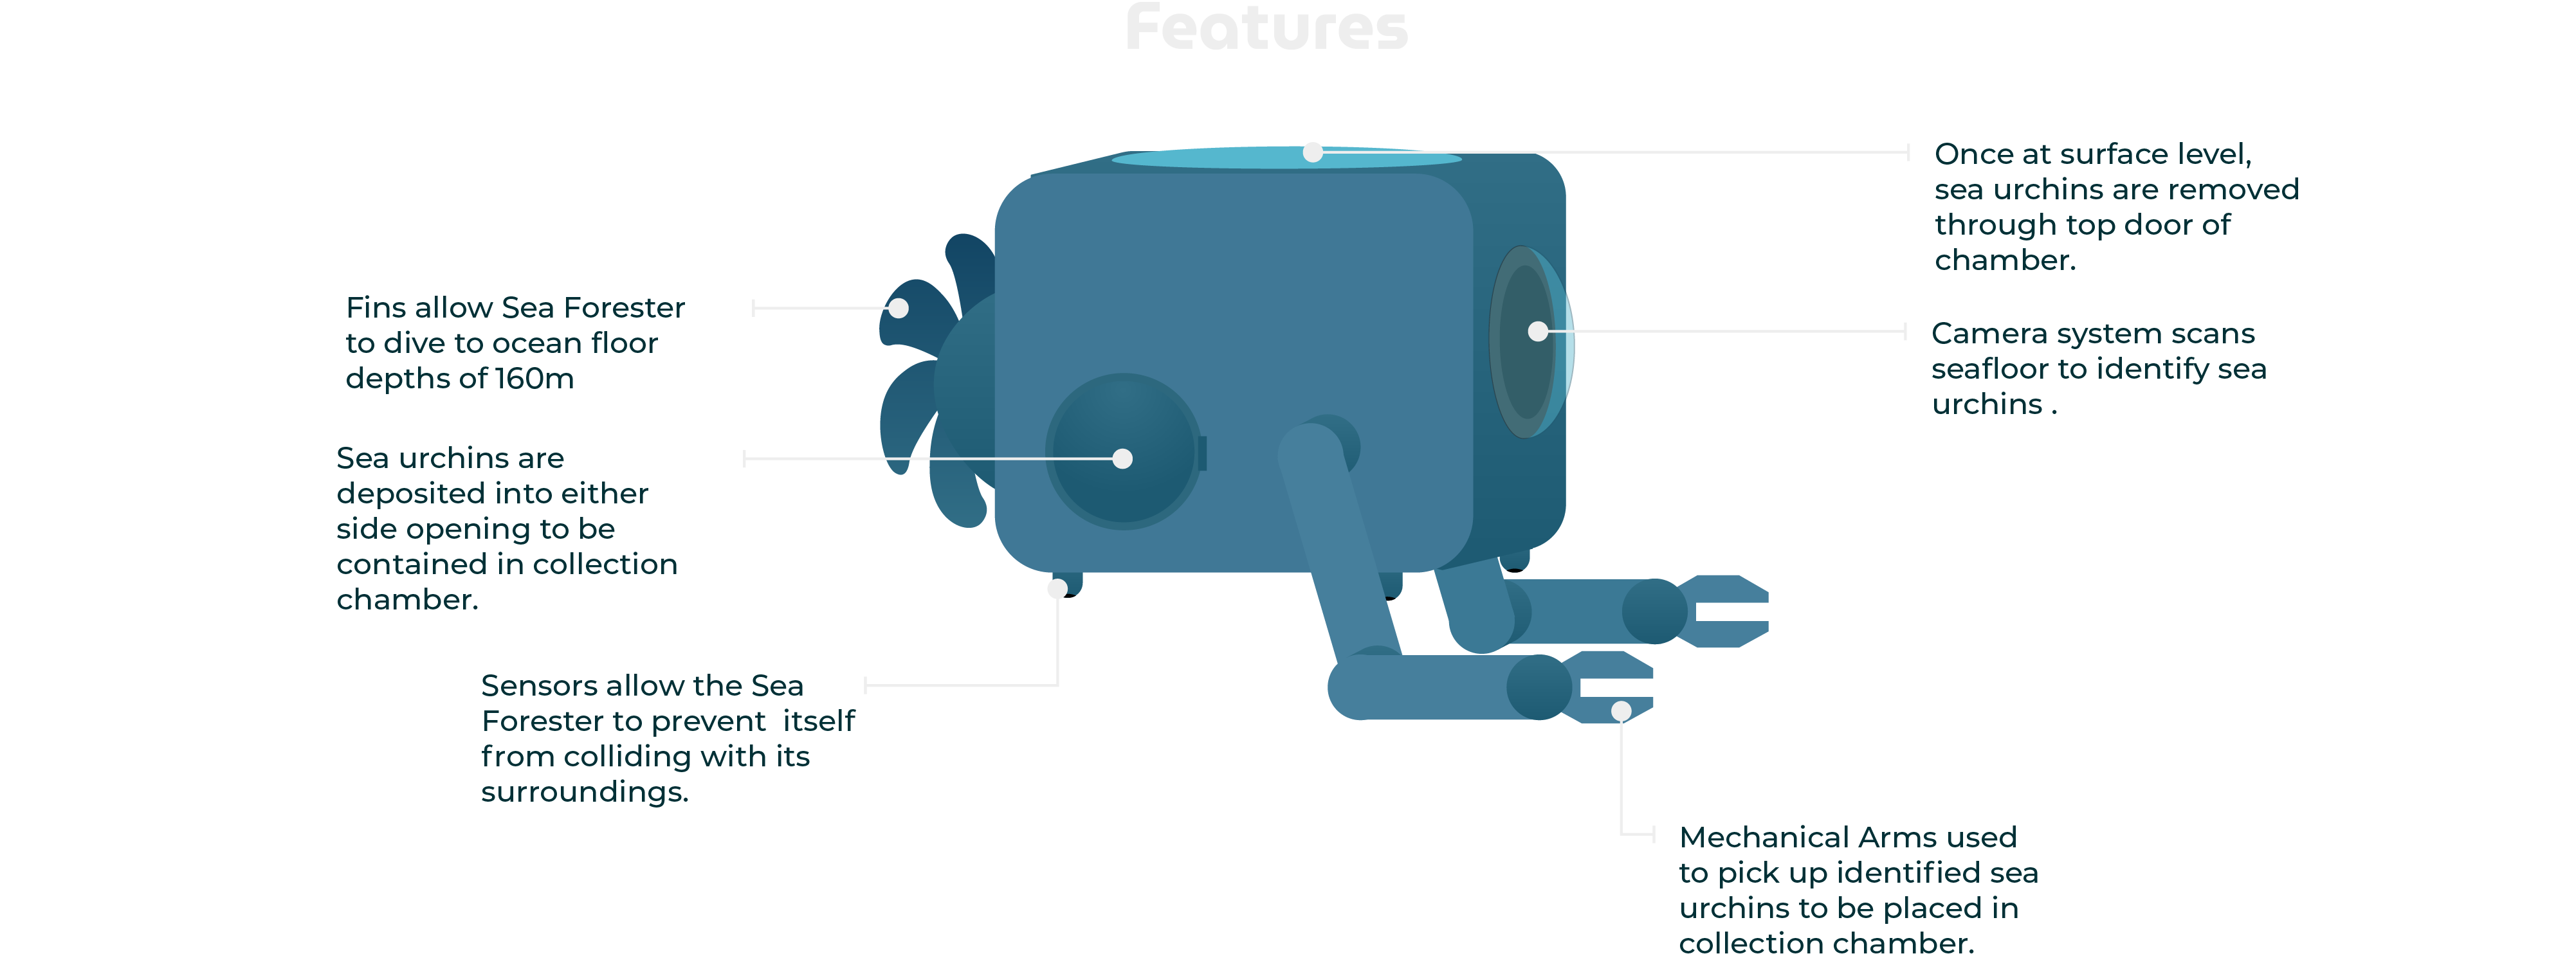 Features
Once at surface level,
sea urchins are removed
through top door of
chamber.
Fins allow Sea Forester
to dive to ocean floor
depths of 160m
Camera system scans
seafloor to identify sea
urchins .
Sea urchins are
deposited into either
side opening to be
contained in collection
chamber.
Sensors allow the Sea
Forester to prevent  itself
from colliding with its
surroundings.
Mechanical Arms used
to pick up identified sea
urchins to be placed in
collection chamber.